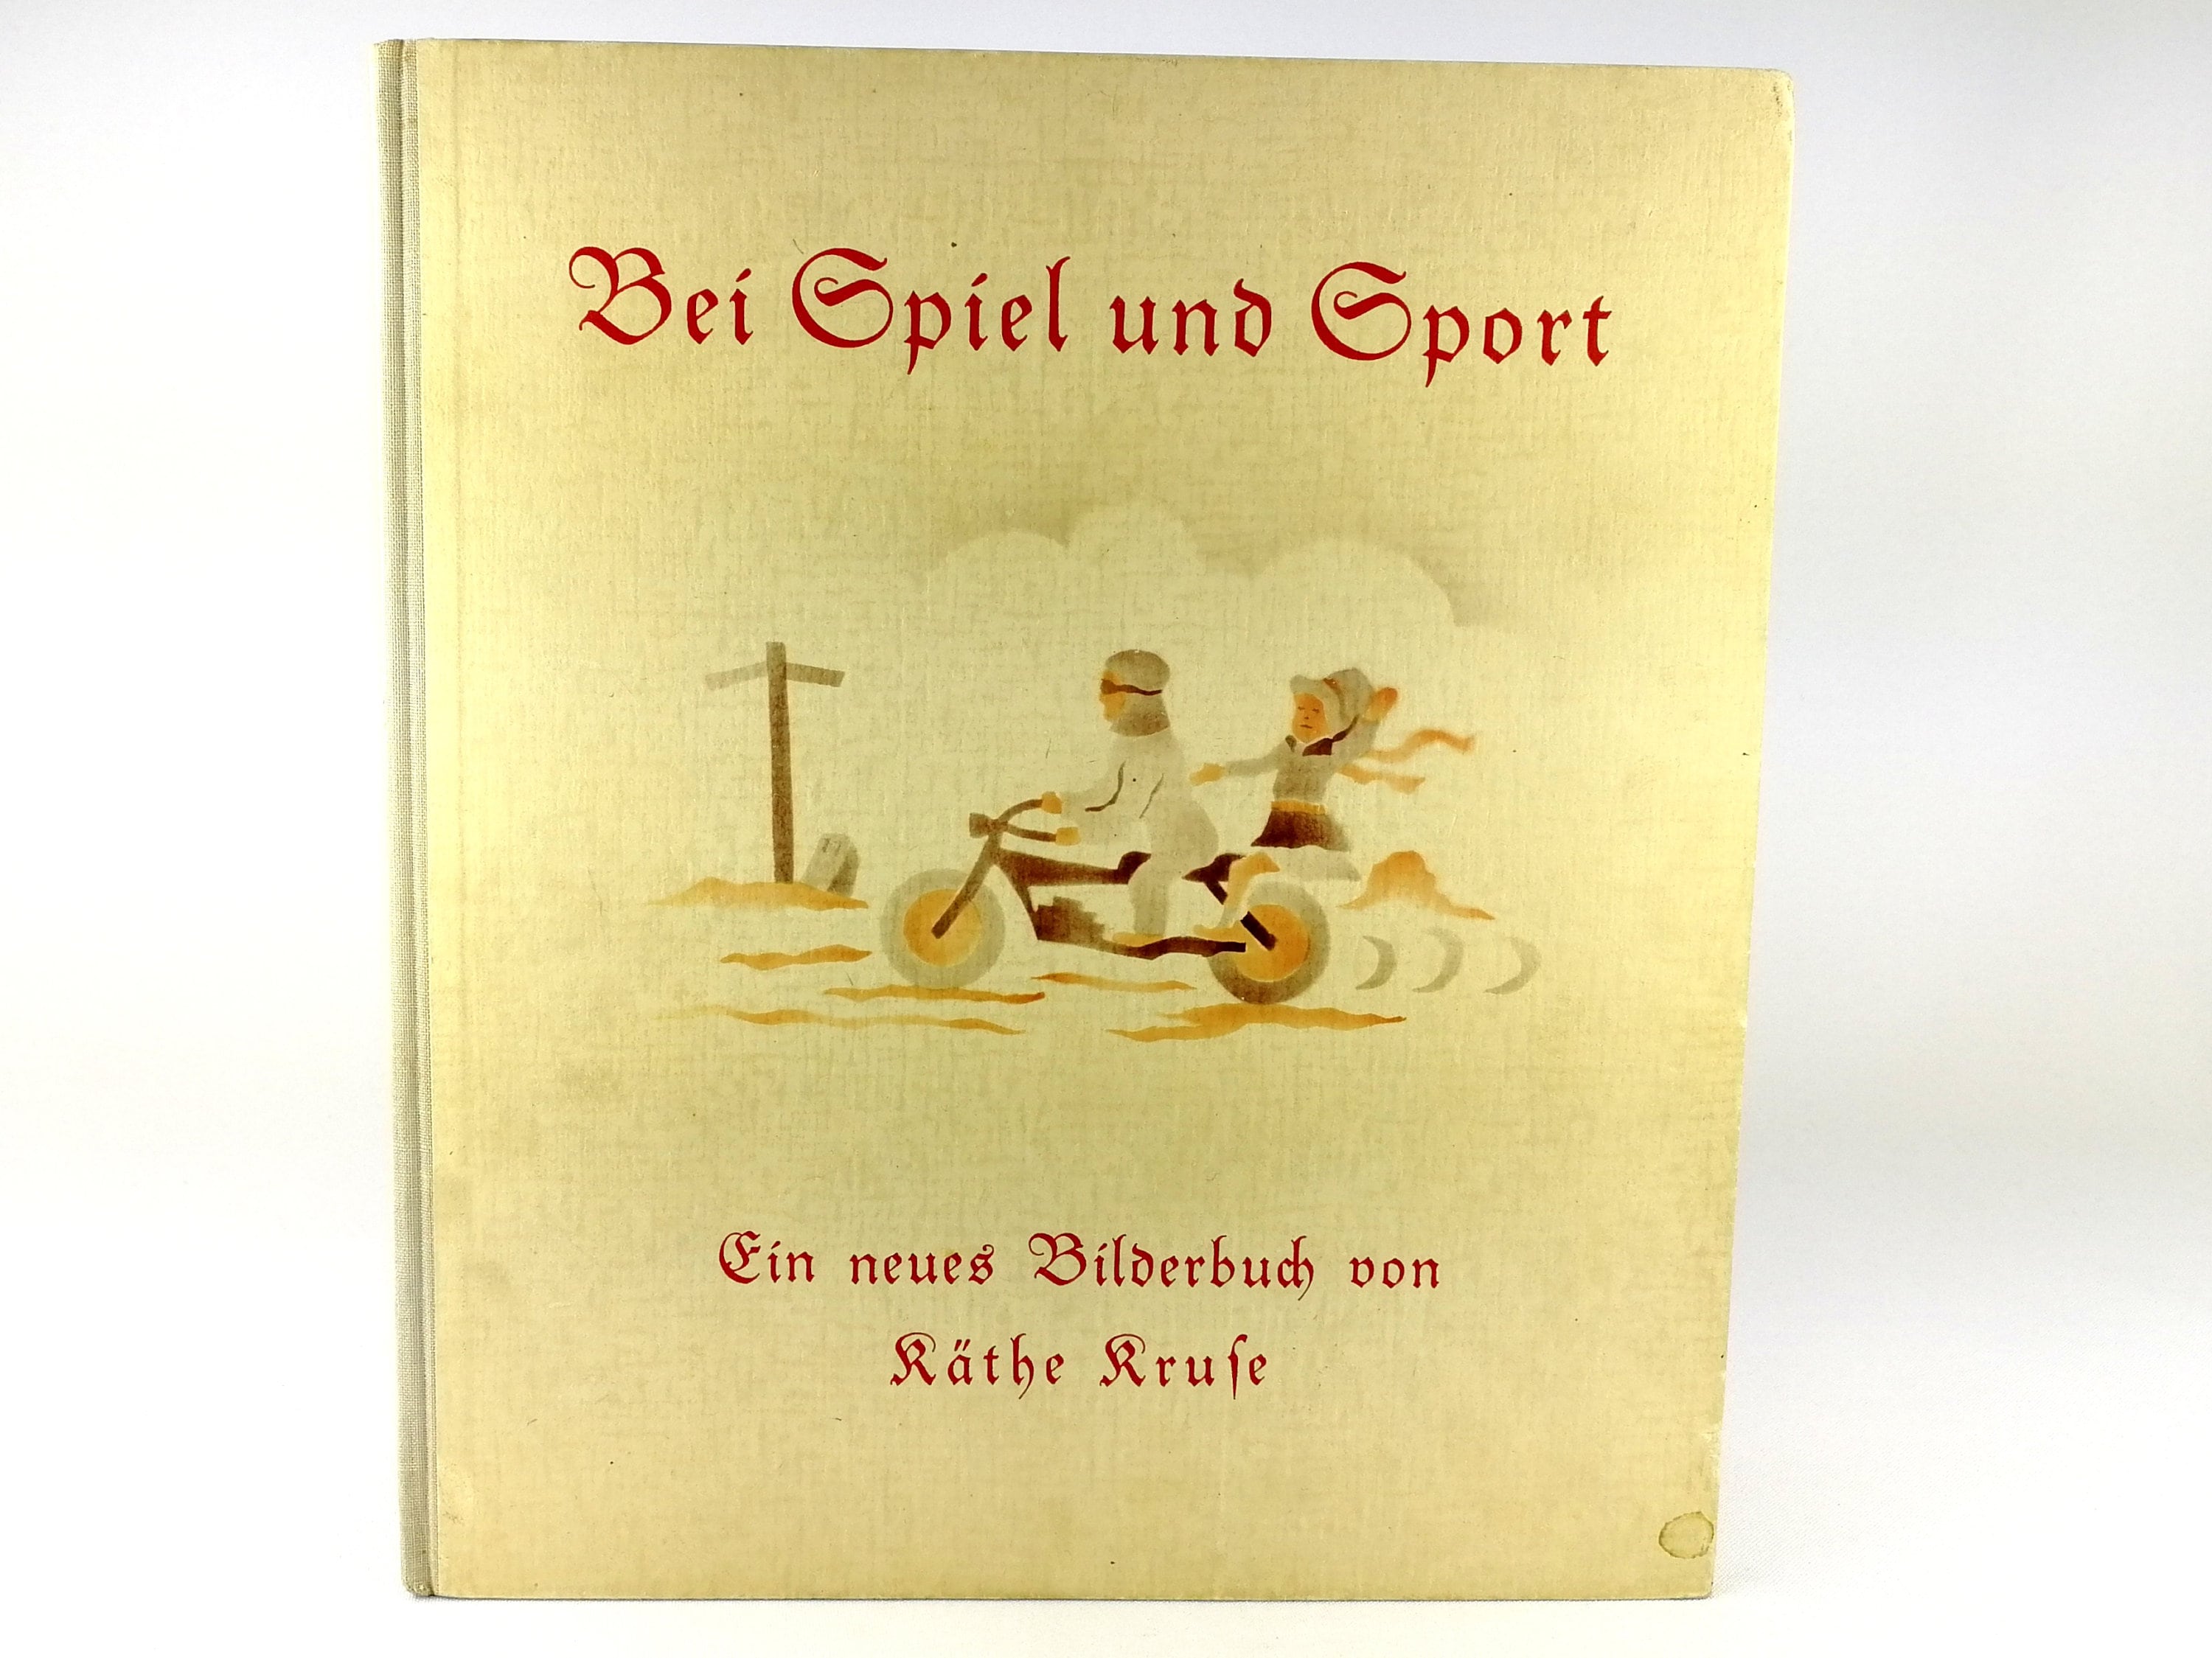 Bei Spiel und Sport
Ein neues Bilderbuch von
Käthe Kruſe